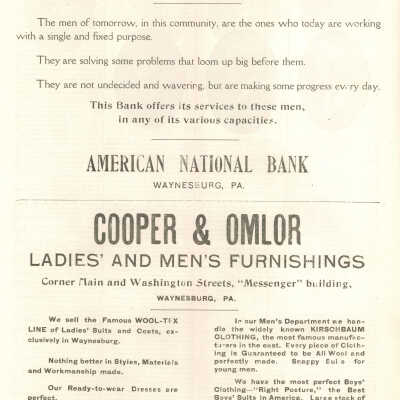 The men of tomorrow, in this community, are the ones who today are working
with a single and fixed purpose.
They are solving some problems that loom up big before them.
They are not undecided and wavering, but are making some progress every day.
This Bank offers its services to these men,
in any of its various capacities.
AMERICAN NATIONAL BANK
WAYNESBURG, PA.
COOPER & OMLOR
LADIES' AND MEN'S FURNISHINGS
Corner Main and Washington Streets, "Messenger" building,
WAYNESBURG, PA.
We sell the Famous WOOL-TEX
LINE of Ladies' Suits and Coats, ex-
clusively in Waynesburg.
Nothing better in Styles, Materials
and Workmanship made.
Our Ready-to-wear Dresses are
perfect.
In our Men's Department we han-
dle the widely known KIRSCHBAUM
CLOTHING, the most famous manufac-
turers in the east. Every piece of Cloth-
ing is Guaranteed to be All Wool and
perfectly made. Snappy Suits for
young men.
We have the most perfect Boys'
Clothing—"Right Posture," the Best
Boys' Suits in America. Large stock of